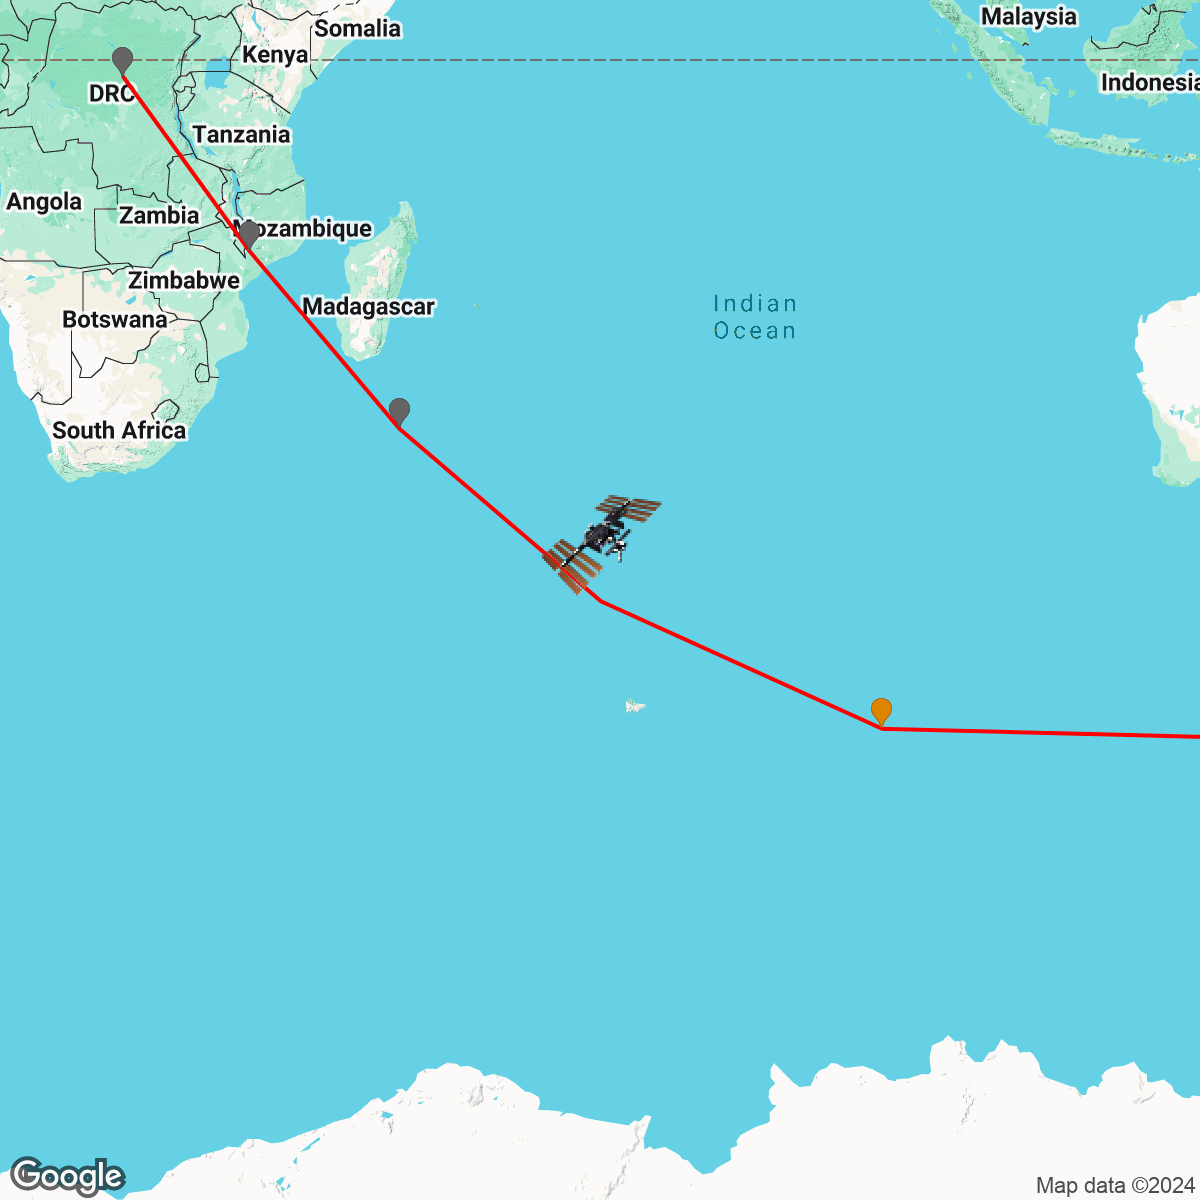 Malaysia
Somalia
Kenya
Indonesia
DRC
Tanzania
Angola
Zambia
Mozambique
Zimbabwe
Madagascar
Indian
Ocean
Botswana
South Africa
Google
Map data ©2024